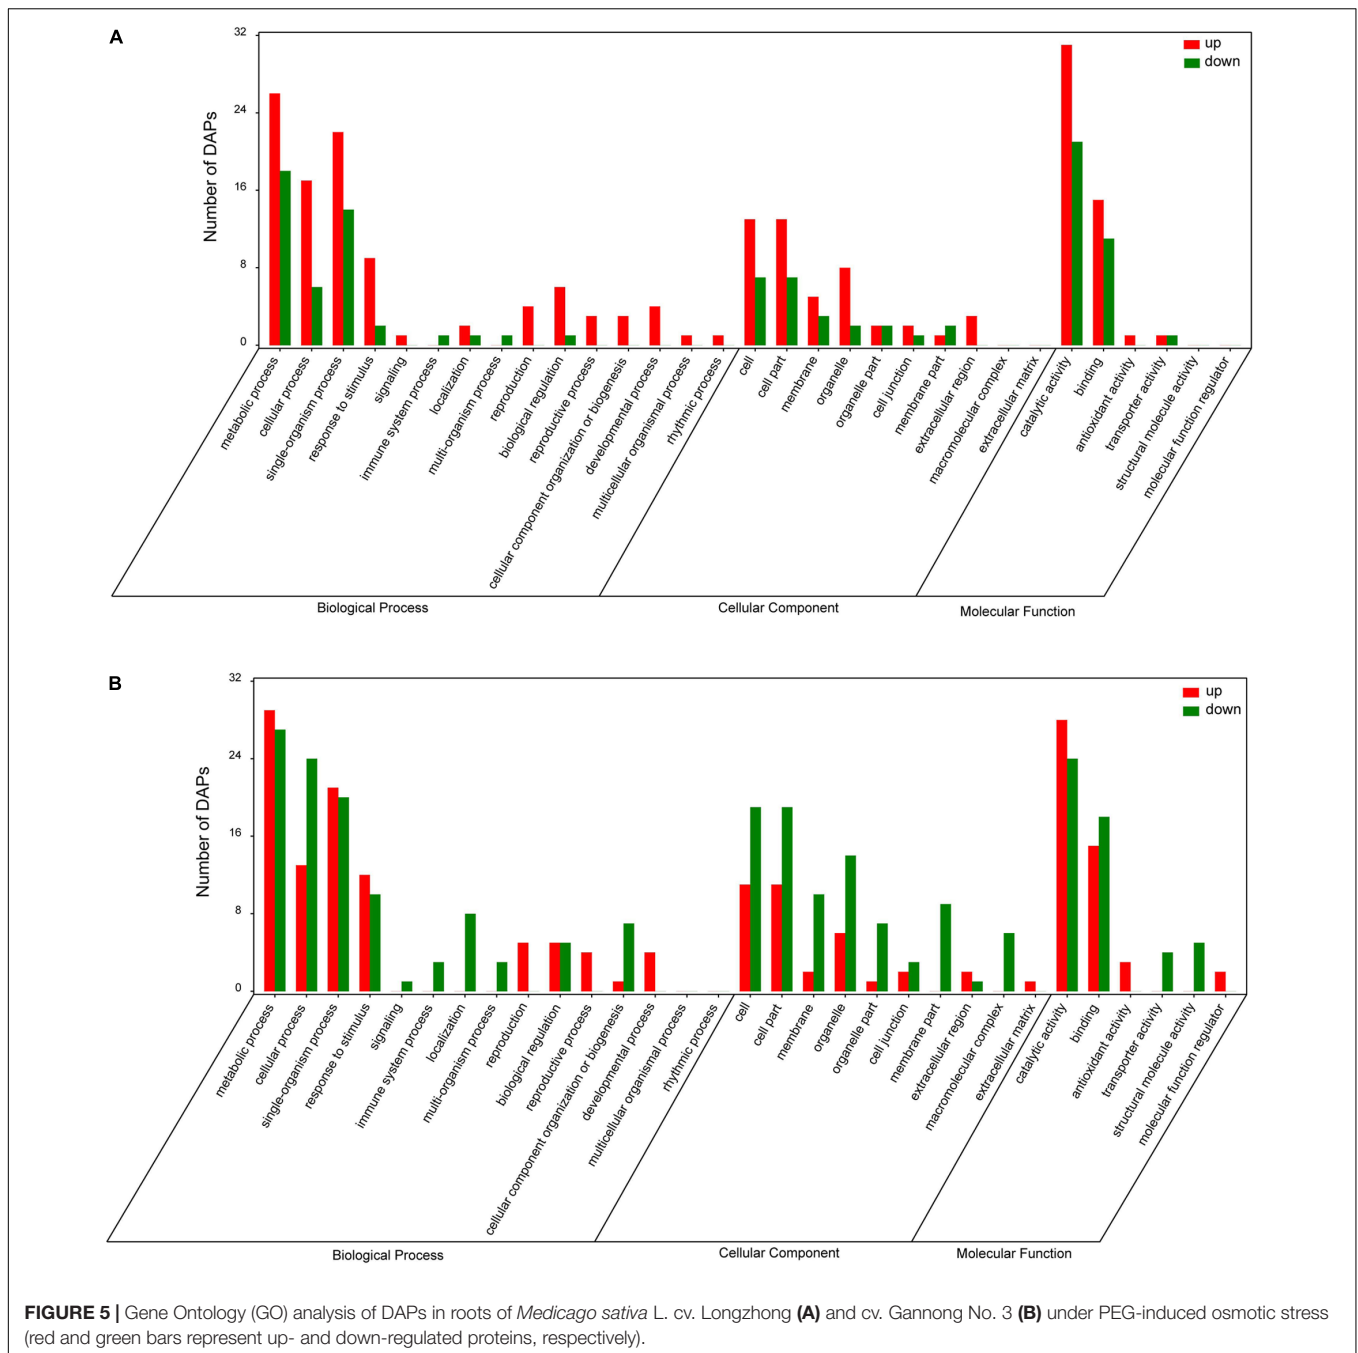 A
32
24
16
8
0
Number of DAPs
up
down
metabolic process
cellular process
single-organism process
response to stimulus
signaling
immune system process
localization
multi-organism process
reproduction
biological regulation
reproductive process
cellular component organization or biogenesis
developmental process
multicellular organismal process
rhythmic process
cell
cell part
membrane
organelle
organelle part
cell junction
membrane part
extracellular region
macromolecular complex
extracellular matrix
catalytic activity
binding
antioxidant activity
transporter activity
structural molecule activity
molecular function regulator
Biological Process
Cellular Component
Molecular Function
B
32
24
16
8
0
Number of DAPs
up
down
metabolic process
cellular process
single-organism process
response to stimulus
signaling
immune system process
localization
multi-organism process
reproduction
biological regulation
reproductive process
cellular component organization or biogenesis
developmental process
multicellular organismal process
rhythmic process
cell
cell part
membrane
organelle
organelle part
cell junction
membrane part
extracellular region
macromolecular complex
extracellular matrix
catalytic activity
binding
antioxidant activity
transporter activity
structural molecule activity
molecular function regulator
Biological Process
Cellular Component
Molecular Function
FIGURE 5 | Gene Ontology (GO) analysis of DAPs in roots of Medicago sativa L. cv. Longzhong (A) and cv. Gannong No. 3 (B) under PEG-induced osmotic stress
(red and green bars represent up- and down-regulated proteins, respectively).